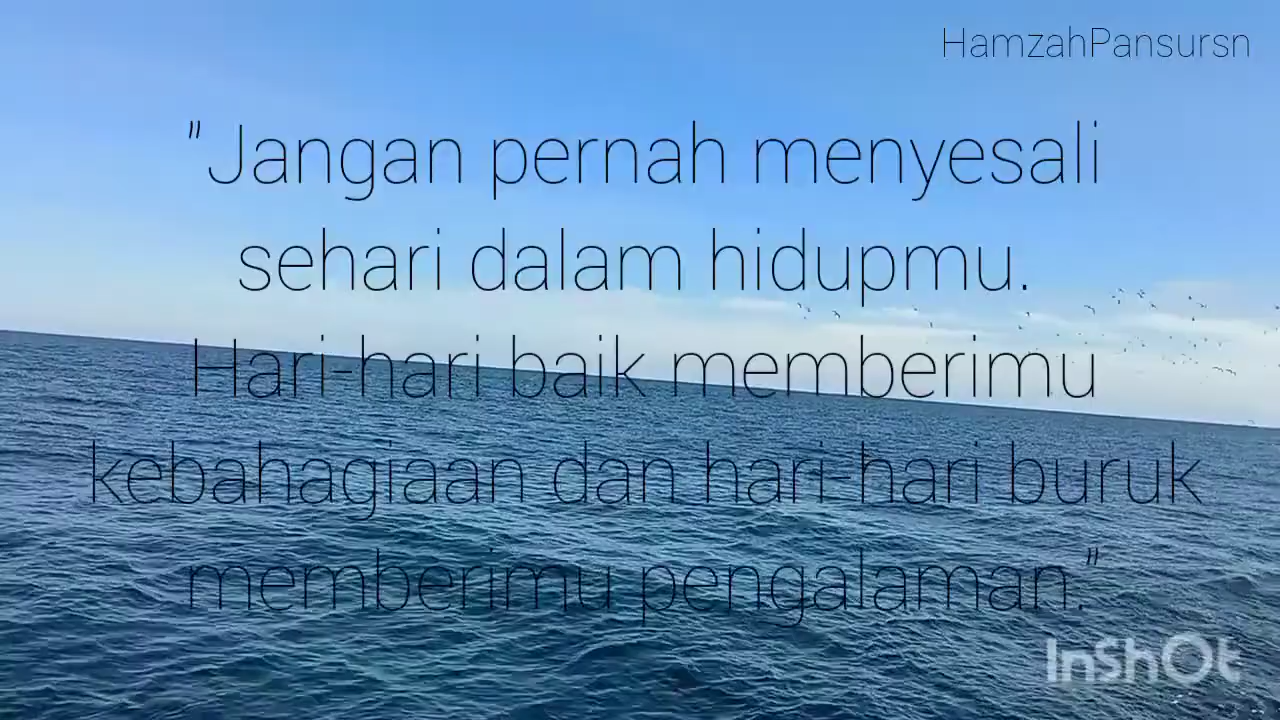 HamzahPansursn
"Jangan pernah menyesali
sehari dalam hidupmu.
Hari-hari baik memberimu
kebahagiaan dan hari-hari buruk
memberimu pengalaman."
InShOt